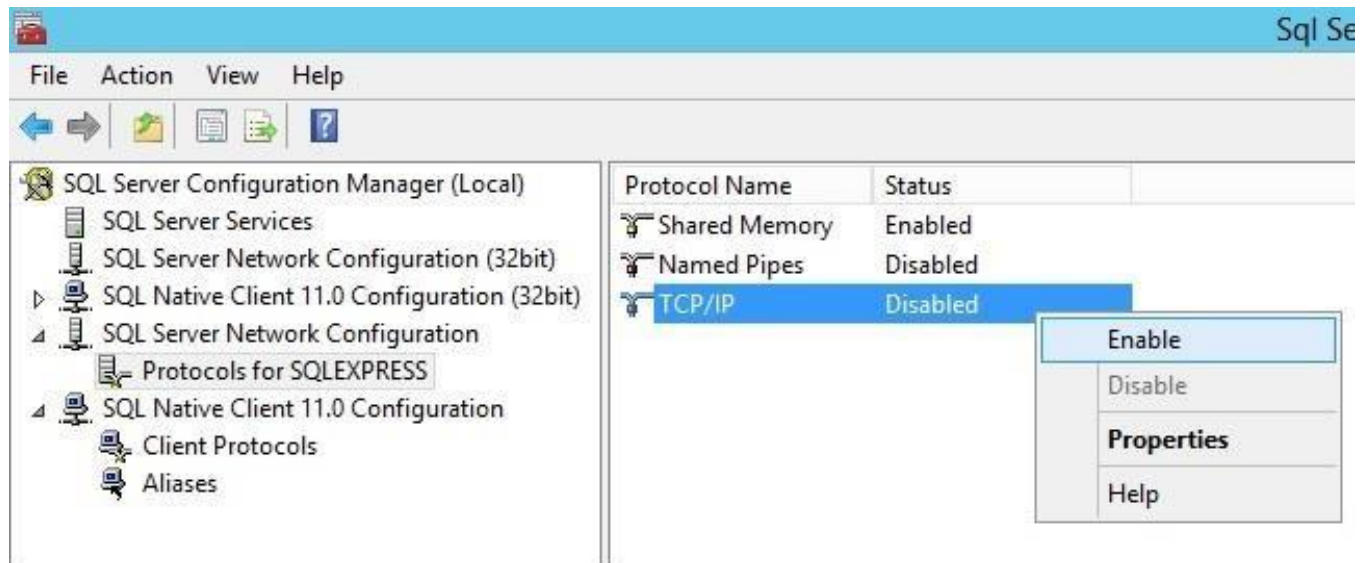 Sql Se
File Action View Help
SQL Server Configuration Manager (Local)
SQL Server Services
SQL Server Network Configuration (32bit)
SQL Native Client 11.0 Configuration (32bit)
SQL Server Network Configuration
Protocols for SQLEXPRESS
SQL Native Client 11.0 Configuration
Client Protocols
Aliases
Protocol Name Status
Shared Memory Enabled
Named Pipes Disabled
TCP/IP Disabled
Enable
Disable
Properties
Help